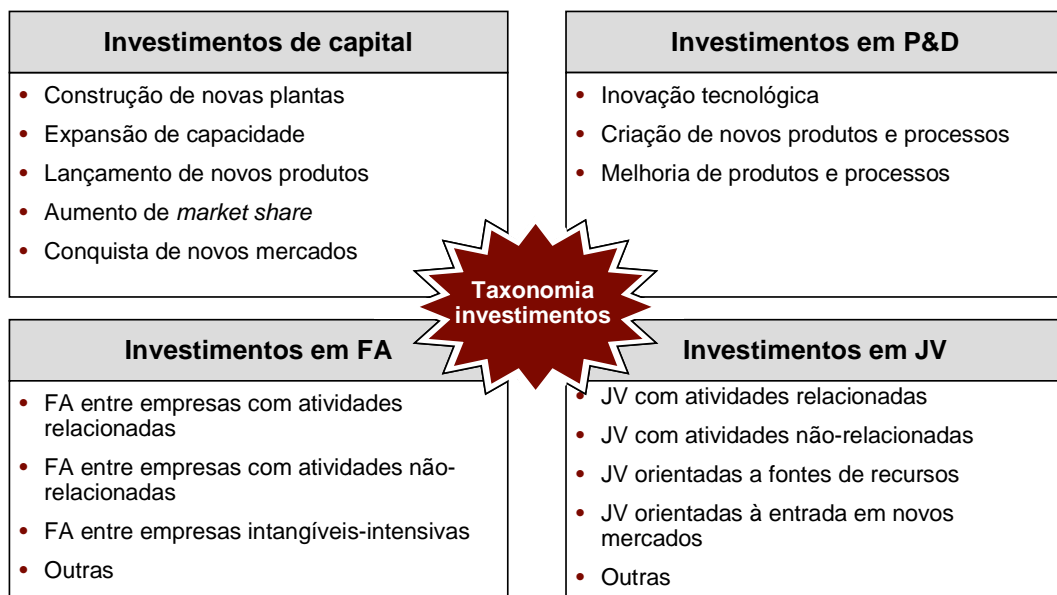 Investimentos de capital
• Construção de novas plantas
• Expansão de capacidade
• Lançamento de novos produtos
• Aumento de market share
• Conquista de novos mercados
Investimentos em P&D
• Inovação tecnológica
• Criação de novos produtos e processos
• Melhoria de produtos e processos
Taxonomia
investimentos
Investimentos em FA
• FA entre empresas com atividades
relacionadas
• FA entre empresas com atividades não-
relacionadas
• FA entre empresas intangíveis-intensivas
• Outras
Investimentos em JV
• JV com atividades relacionadas
• JV com atividades não-relacionadas
• JV orientadas a fontes de recursos
• JV orientadas à entrada em novos
mercados
• Outras